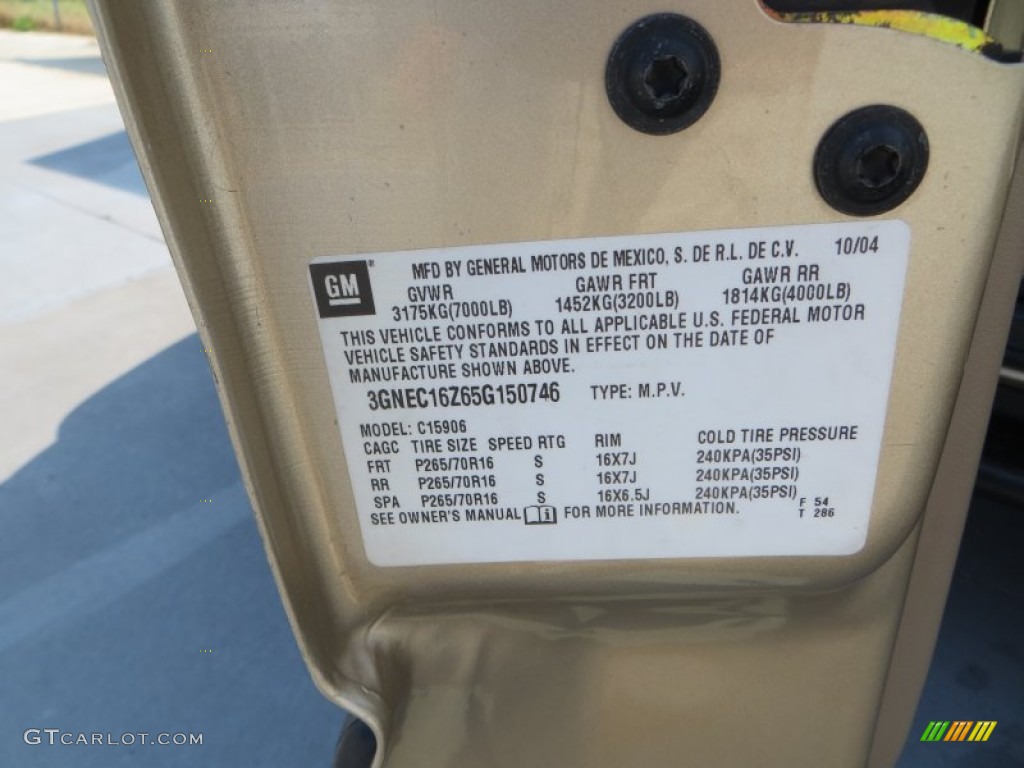 GM® MFD BY GENERAL MOTORS DE MEXICO, S. DE R.L. DE C.V. 10/04
GVWR GAWR FRT GAWR RR
3175KG(7000LB) 1452KG(3200LB) 1814KG(4000LB)
THIS VEHICLE CONFORMS TO ALL APPLICABLE U.S. FEDERAL MOTOR
VEHICLE SAFETY STANDARDS IN EFFECT ON THE DATE OF
MANUFACTURE SHOWN ABOVE.
3GNEC16Z65G150746 TYPE: M.P.V.
MODEL: C15906
CAGC TIRE SIZE SPEED RTG RIM COLD TIRE PRESSURE
FRT P265/70R16 S 16X7J 240KPA(35PSI)
RR P265/70R16 S 16X7J 240KPA(35PSI)
SPA P265/70R16 S 16X6.5J 240KPA(35PSI)
SEE OWNER'S MANUAL i FOR MORE INFORMATION. F 54
T 286
GTCARLOT.COM